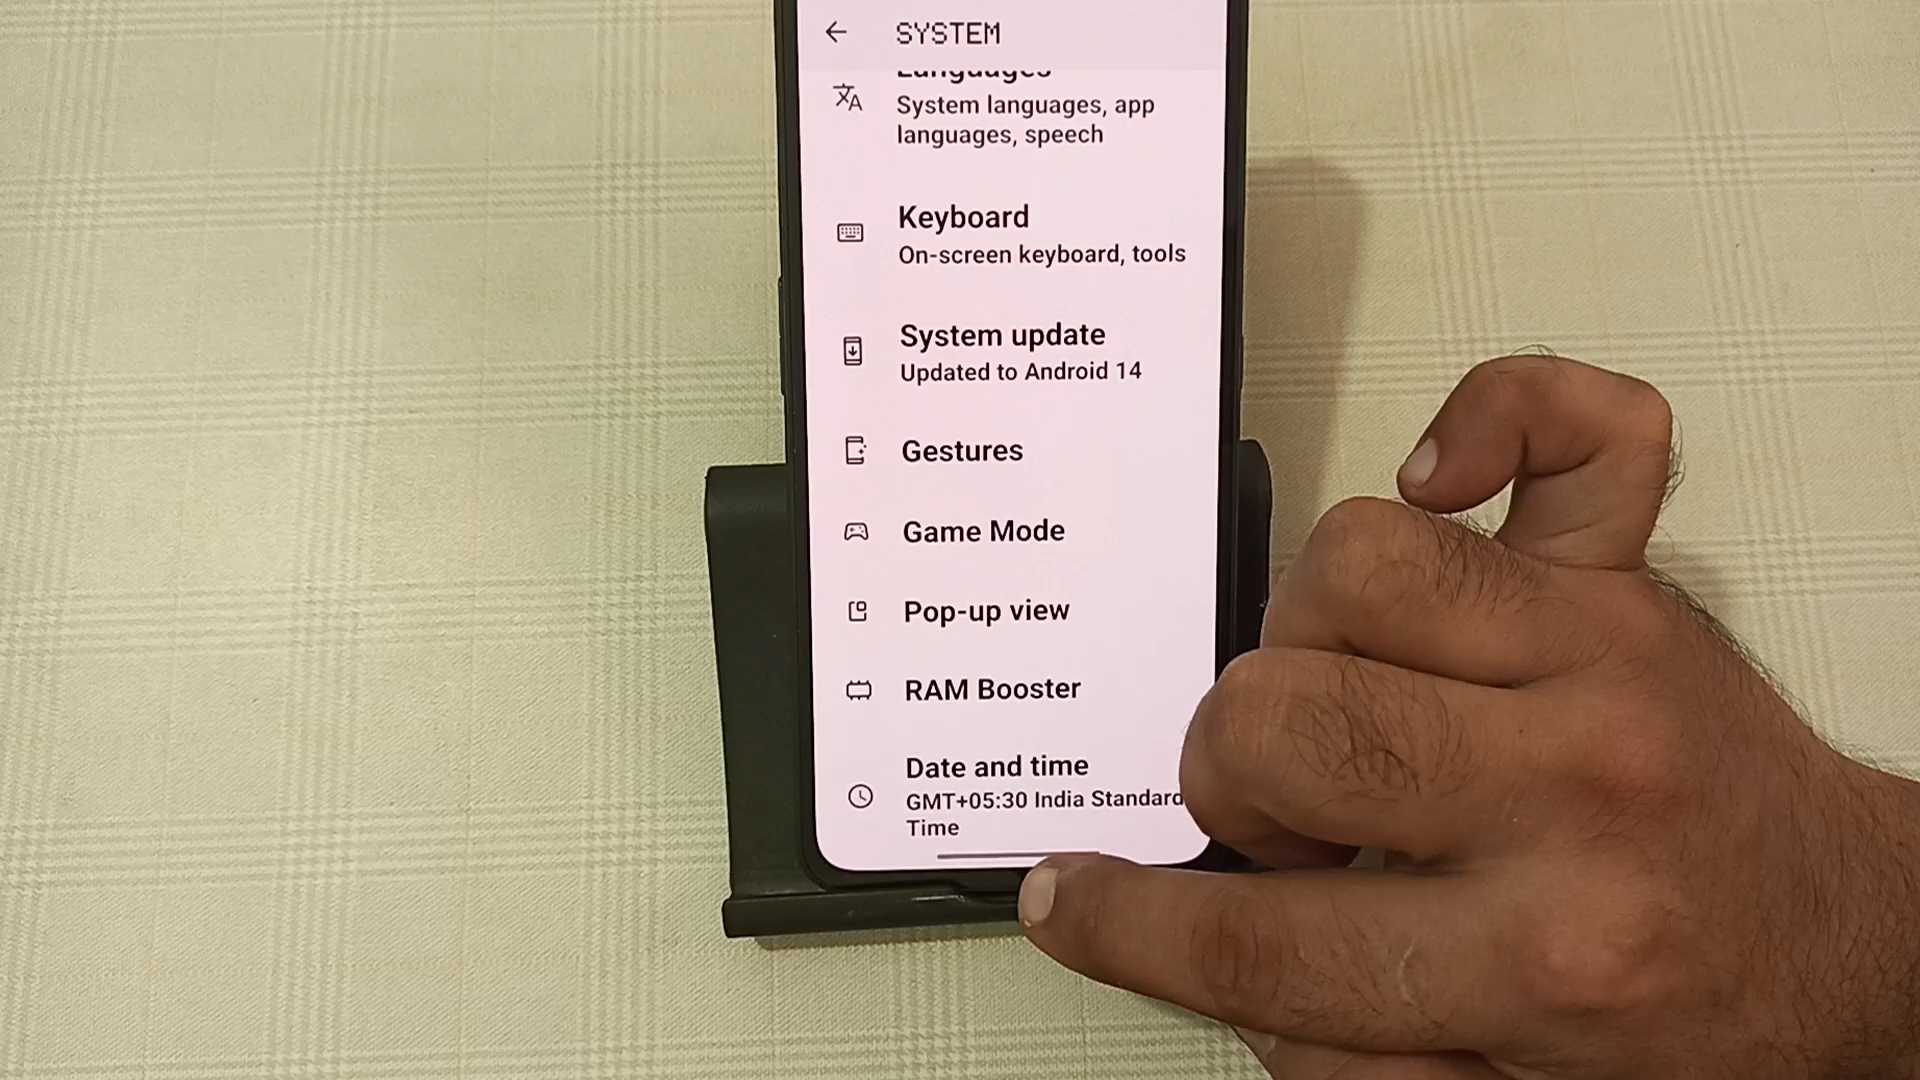 SYSTEM
Languages
System languages, app
languages, speech
Keyboard
On-screen keyboard, tools
System update
Updated to Android 14
Gestures
Game Mode
Pop-up view
RAM Booster
Date and time
GMT+05:30 India Standard
Time